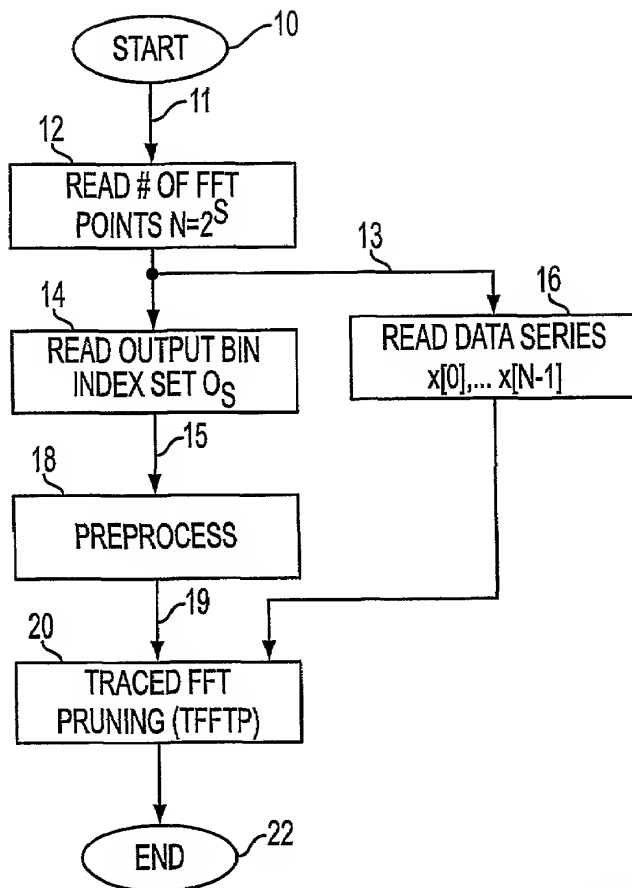 START
10
11
12
READ # OF FFT
POINTS N=2^S
13
14
READ OUTPUT BIN
INDEX SET O_S
16
READ DATA SERIES
x[0],... x[N-1]
15
18
PREPROCESS
19
20
TRACED FFT
PRUNING (TFFTP)
END
22